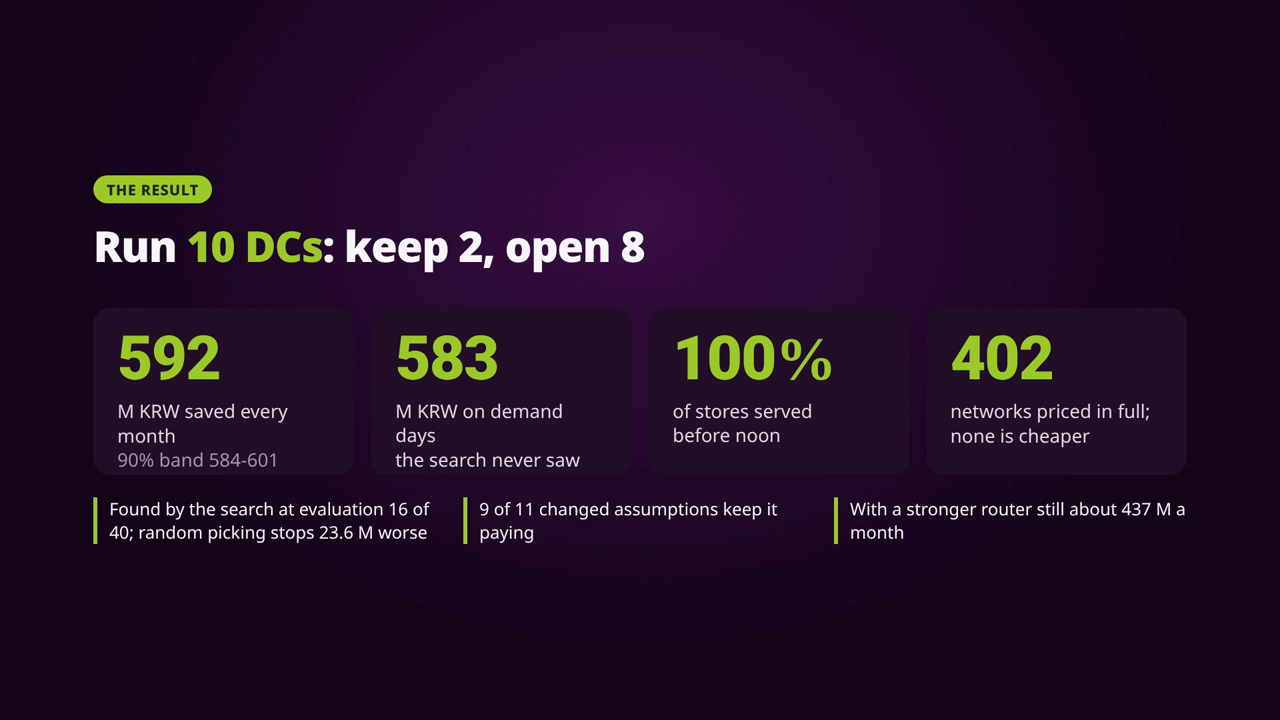 THE RESULT
Run 10 DCs: keep 2, open 8
592
M KRW saved every
month
90% band 584-601
583
M KRW on demand
days
the search never saw
100%
of stores served
before noon
402
networks priced in full;
none is cheaper
Found by the search at evaluation 16 of
40; random picking stops 23.6 M worse
9 of 11 changed assumptions keep it
paying
With a stronger router still about 437 M a
month